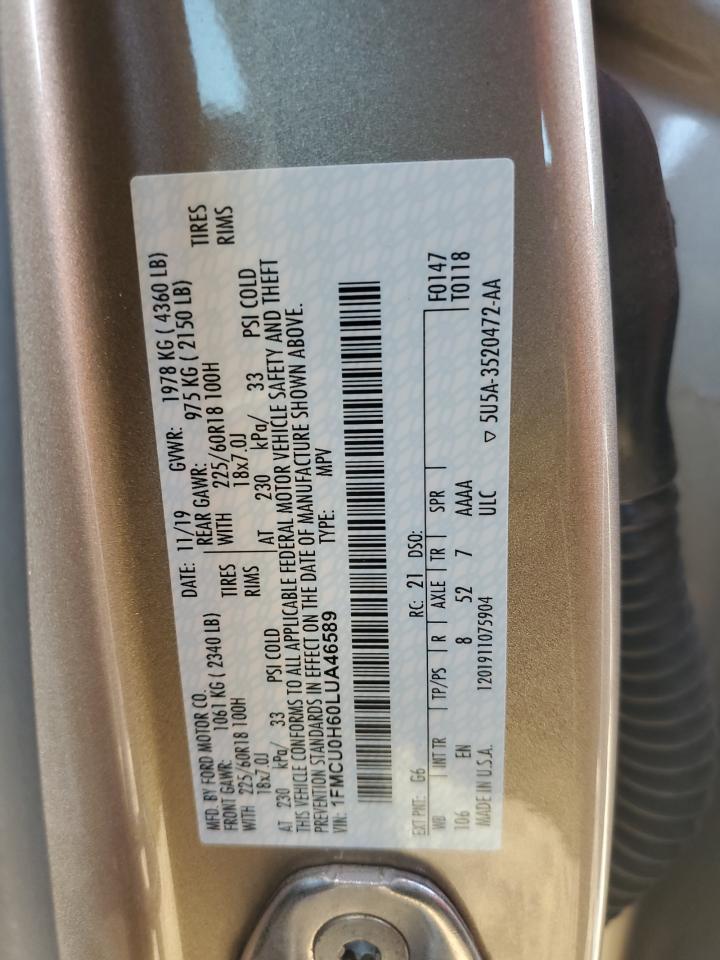 MFD. BY FORD MOTOR CO.
DATE: 11/19 GVWR: 1978 KG ( 4360 LB)
FRONT GAWR: 1061 KG ( 2340 LB) REAR GAWR: 975 KG ( 2150 LB)
WITH 225/60R18 100H TIRES WITH 225/60R18 100H TIRES
18x7.0J RIMS 18x7.0J RIMS
AT 230 kPa/ 33 PSI COLD AT 230 kPa/ 33 PSI COLD
THIS VEHICLE CONFORMS TO ALL APPLICABLE FEDERAL MOTOR VEHICLE SAFETY AND THEFT
PREVENTION STANDARDS IN EFFECT ON THE DATE OF MANUFACTURE SHOWN ABOVE.
VIN: 1FMCU0H60LUA46589 TYPE: MPV
EXT PNT: G6 RC: 21 DSO: F0147
WB INT TR TP/PS R AXLE TR SPR T0118
106 EN 8 52 7 AAAA
MADE IN U.S.A. 1201911075904 ULC ▽ 5U5A-3520472-AA